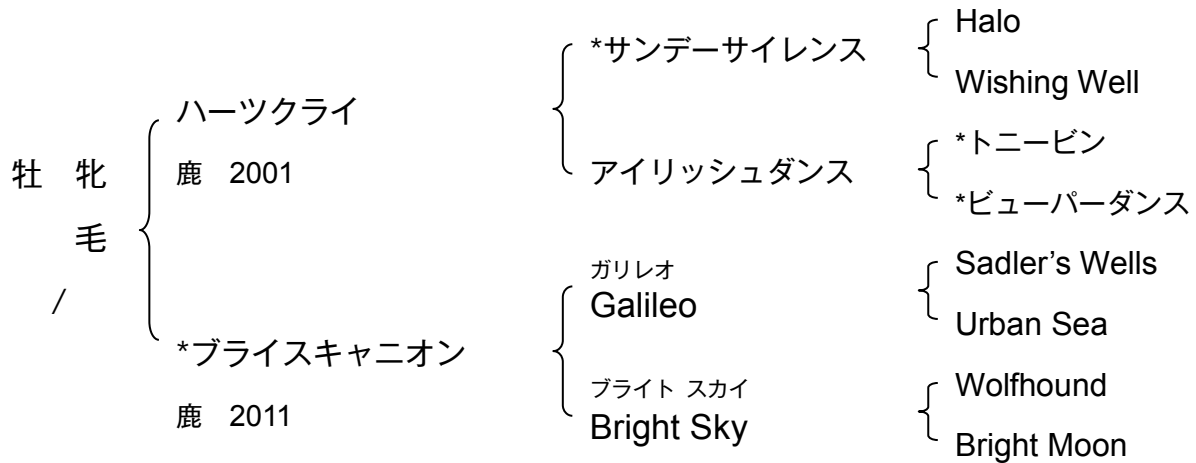 牡 牝
毛
/
ハーツクライ
鹿 2001
*ブライスキャニオン
鹿 2011
*サンデーサイレンス
アイリッシュダンス
ガリレオ
Galileo
ブライト スカイ
Bright Sky
Halo
Wishing Well
*トニービン
*ビューパーダンス
Sadler’s Wells
Urban Sea
Wolfhound
Bright Moon